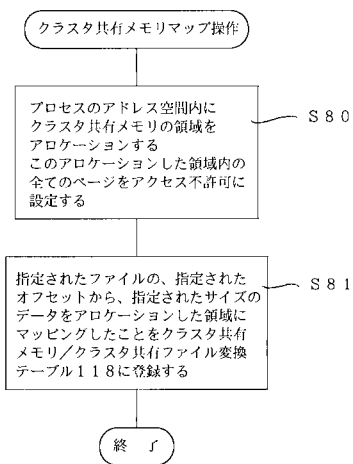 クラスタ共有メモリマップ操作
プロセスのアドレス空間内に
クラスタ共有メモリの領域を
アロケーションする
このアロケーションした領域内の
全てのページをアクセス不許可に
設定する
S80
指定されたファイルの、指定された
オフセットから、指定されたサイズの
データをアロケーションした領域に
マッピングしたことをクラスタ共有
メモリ／クラスタ共有ファイル変換
テーブル118に登録する
S81
終 了